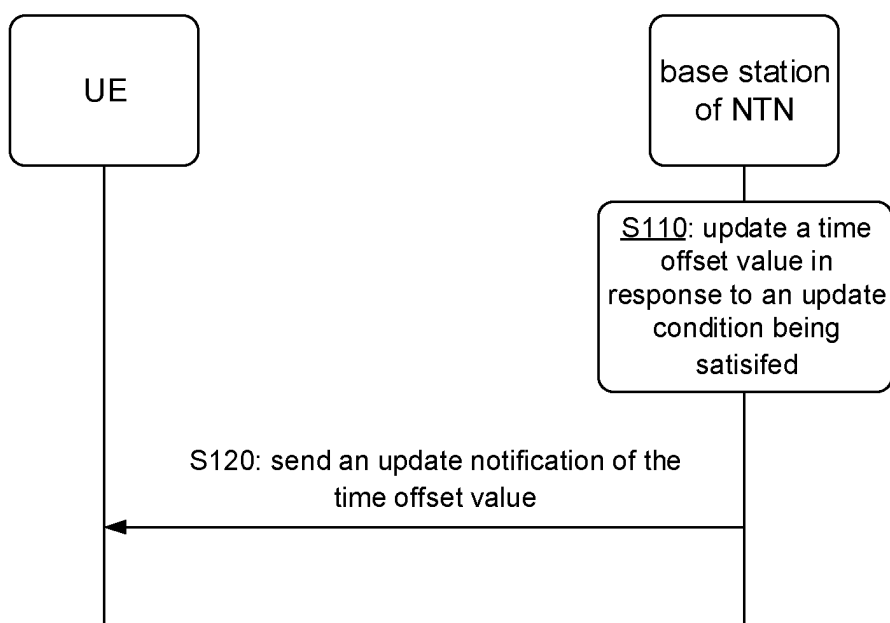 UE
base station
of NTN
S110: update a time
offset value in
response to an update
condition being
satisifed
S120: send an update notification of the
time offset value